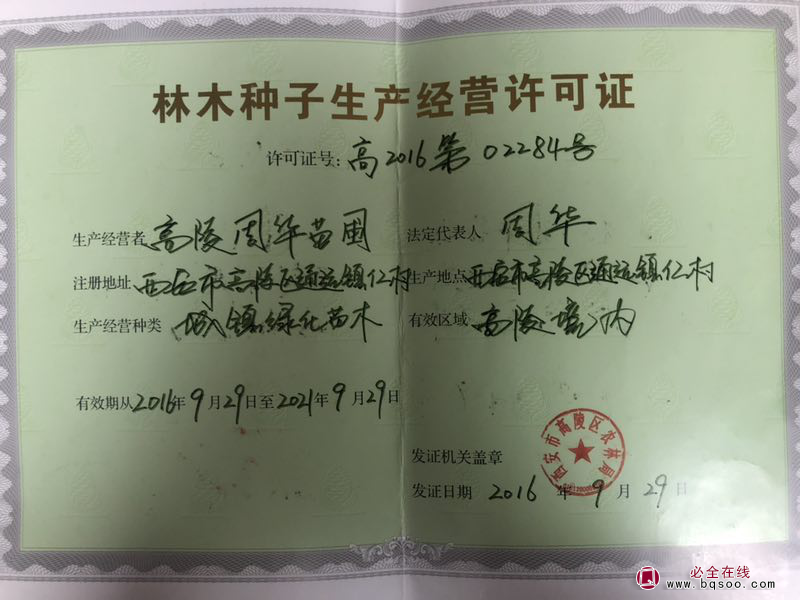 林木种子生产经营许可证
许可证号：高2016第02284号
生产经营者 高陵周华苗圃
法定代表人 周华
注册地址 西安市高陵区通远镇仁村
生产地点 西安市高陵区通远镇仁村
生产经营种类 城镇绿化苗木
有效区域 高陵境内
有效期从2016年9月29日至2021年9月29日
西安市高陵区农林局
发证机关盖章
发证日期 2016年9月29日
必全在线
www.bqsoo.com